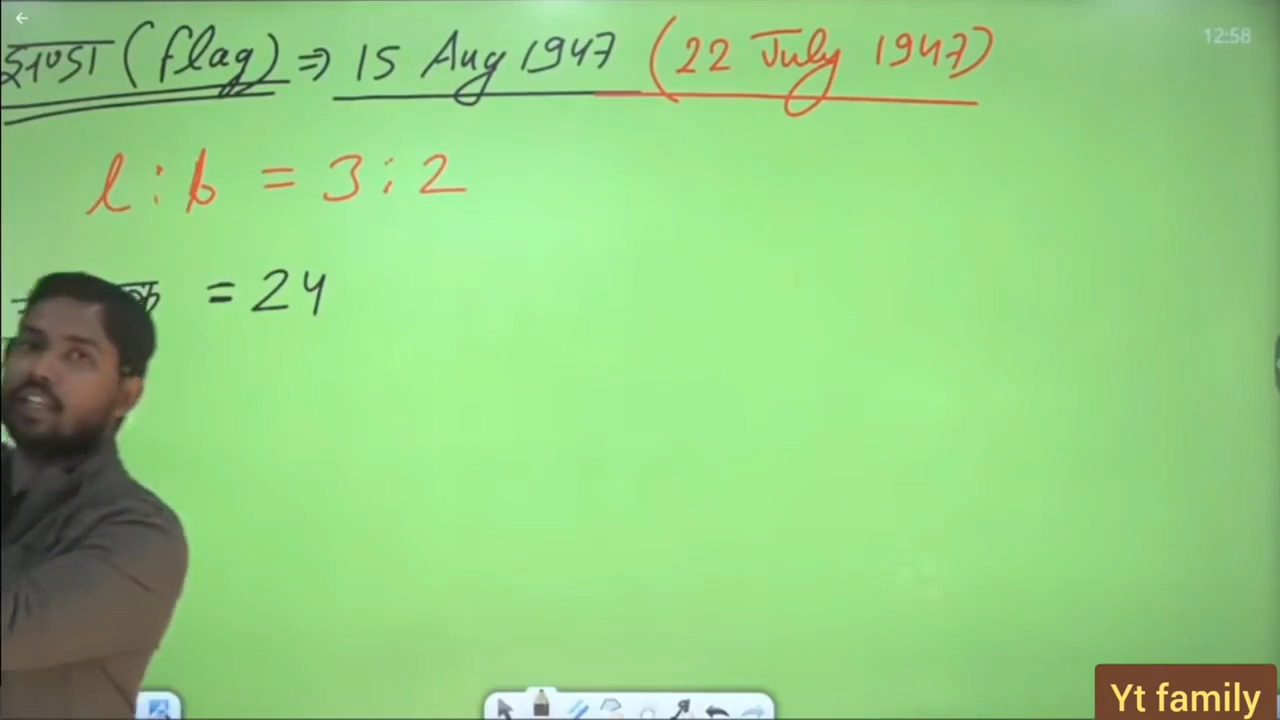 झण्डा (flag) ⇒ 15 Aug 1947 (22 July 1947)
12:58
l : b = 3 : 2
= 24
Yt family